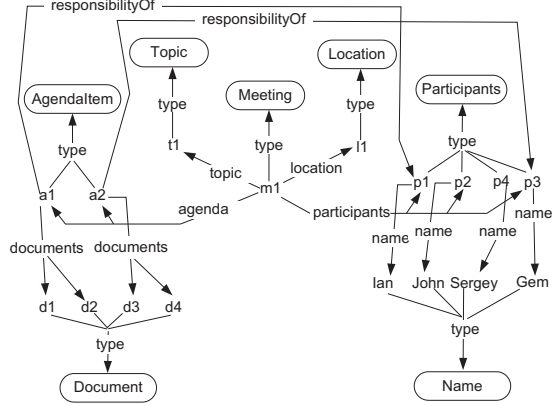 responsibilityOf
responsibilityOf
Topic
Location
AgendaItem
Meeting
Participants
type
type
type
type
type
t1
l1
topic
location
a1
a2
m1
p1
p2
p4
p3
agenda
participants
name
documents
documents
name
name
name
d1
d2
d3
d4
Ian
John
Sergey
Gem
type
type
Document
Name